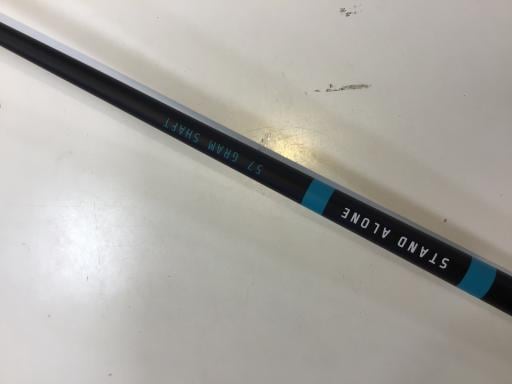 STAND ALONE
57 GRAM SHAFT